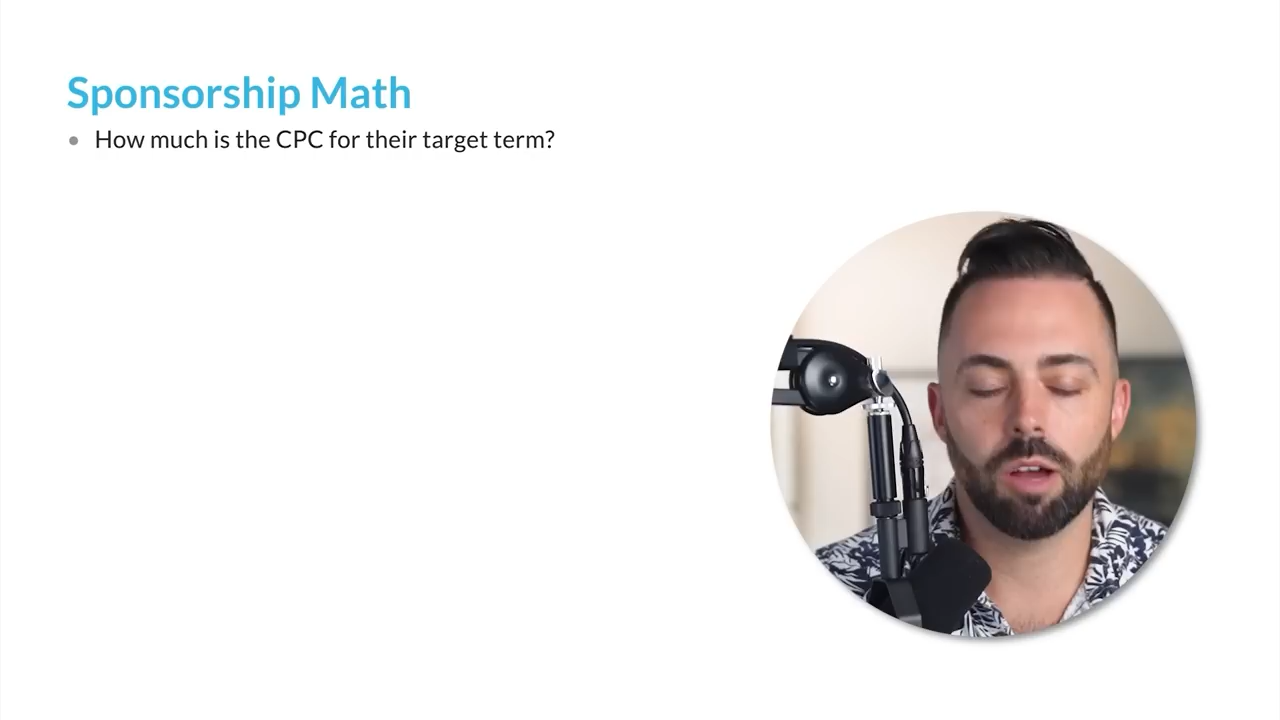 Sponsorship Math
• How much is the CPC for their target term?